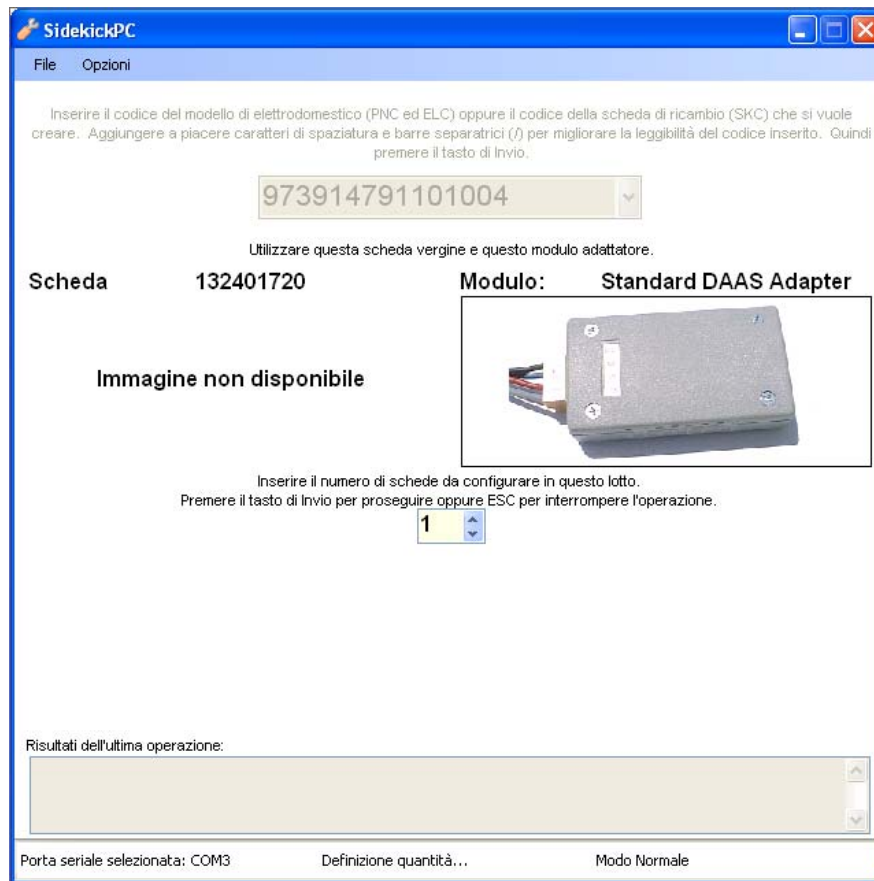 SidekickPC
File Opzioni
Inserire il codice del modello di elettrodomestico (PNC ed ELC) oppure il codice della scheda di ricambio (SKC) che si vuole
creare. Aggiungere a piacere caratteri di spaziatura e barre separatrici (/) per migliorare la leggibilità del codice inserito. Quindi
premere il tasto di Invio.
973914791101004
Utilizzare questa scheda vergine e questo modulo adattatore.
Scheda 132401720 Modulo: Standard DAAS Adapter
Immagine non disponibile
Inserire il numero di schede da configurare in questo lotto.
Premere il tasto di Invio per proseguire oppure ESC per interrompere l'operazione.
1
Risultati dell'ultima operazione:
Porta seriale selezionata: COM3 Definizione quantità... Modo Normale